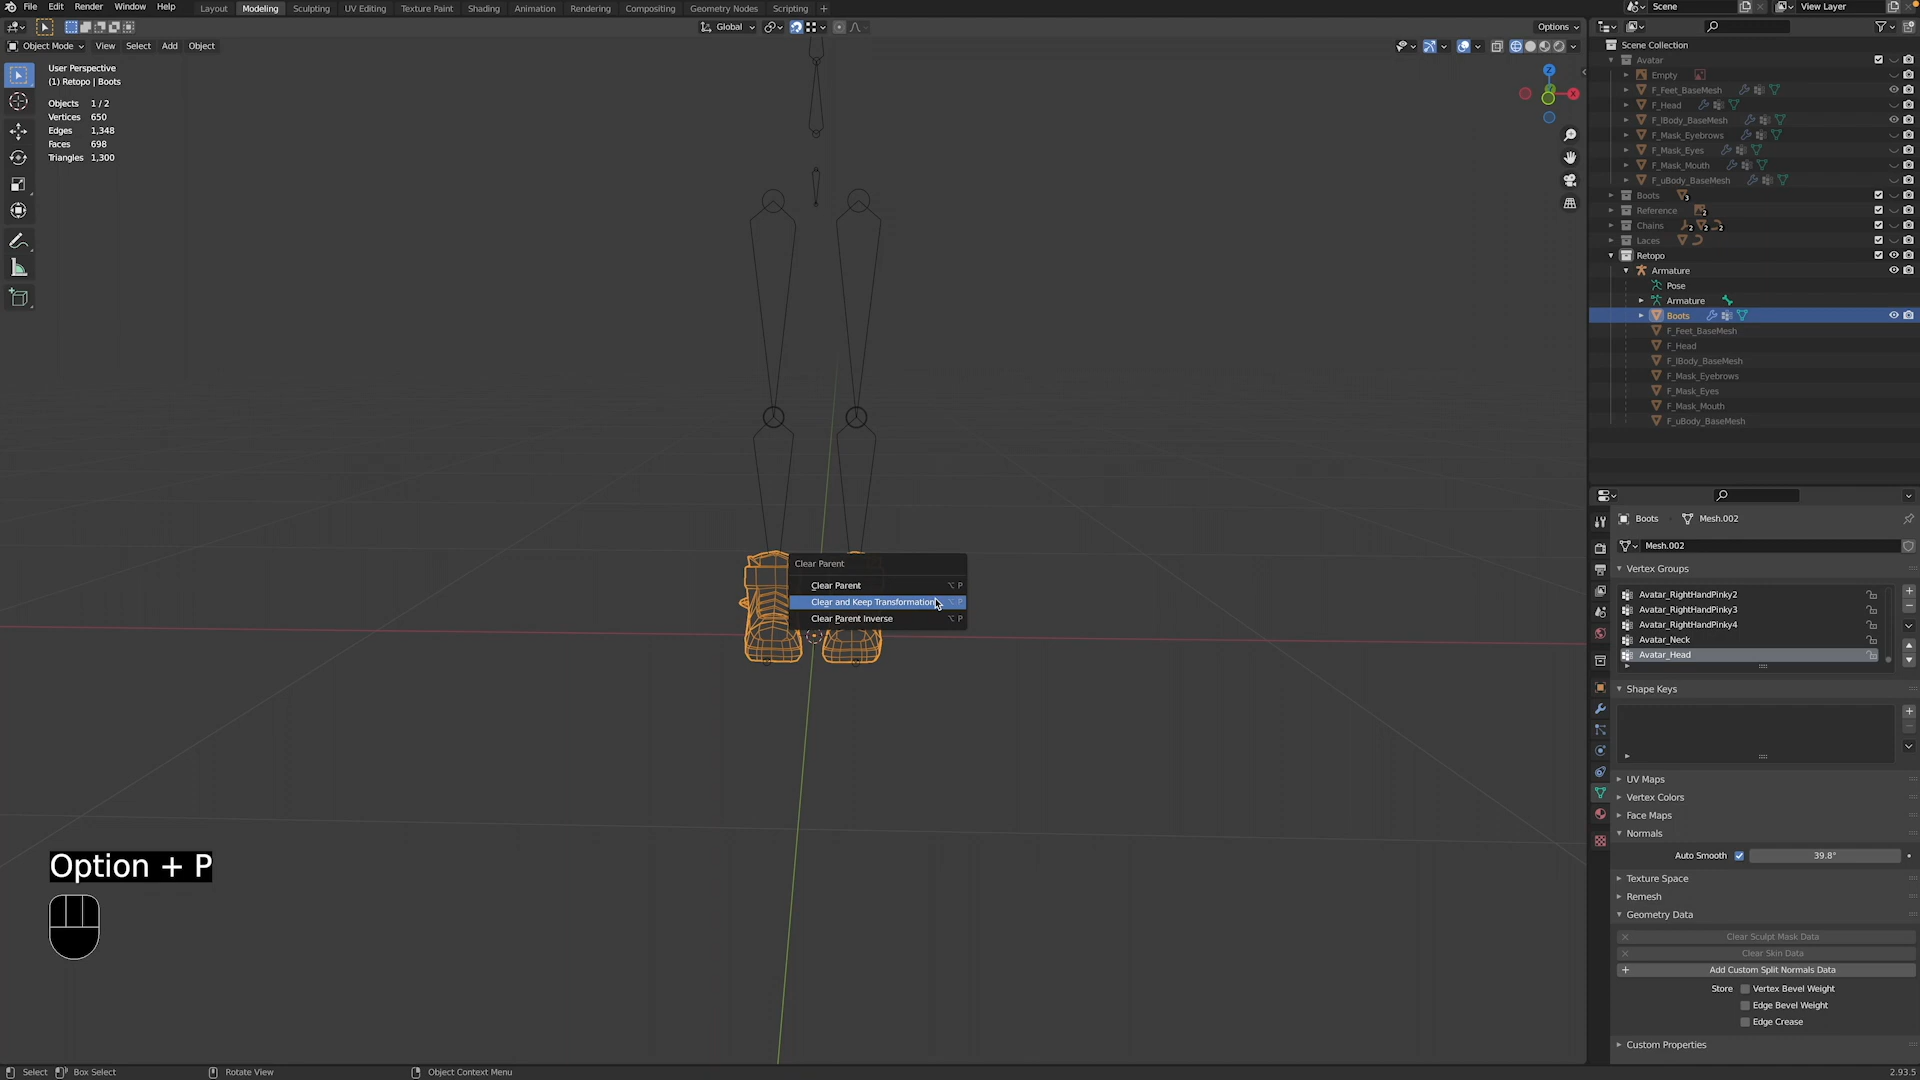 File Edit Render Window Help Layout Modeling Sculpting UV Editing Texture Paint Shading Animation Rendering Compositing Geometry Nodes Scripting + Scene View Layer
Global Options
Object Mode View Select Add Object
User Perspective
(1) Retopo | Boots
Objects 1 / 2
Vertices 650
Edges 1,348
Faces 698
Triangles 1,300
Z
X
Clear Parent
Clear Parent ⌥ P
Clear and Keep Transformation ⌥ P
Clear Parent Inverse ⌥ P
Option + P
Scene Collection
Avatar
Empty
F_Feet_BaseMesh
F_Head
F_lBody_BaseMesh
F_Mask_Eyebrows
F_Mask_Eyes
F_Mask_Mouth
F_uBody_BaseMesh
Boots 3
Reference 2
Chains 2 2 2
Laces
Retopo
Armature
Pose
Armature
Boots
F_Feet_BaseMesh
F_Head
F_lBody_BaseMesh
F_Mask_Eyebrows
F_Mask_Eyes
F_Mask_Mouth
F_uBody_BaseMesh
Boots Mesh.002
Mesh.002
Vertex Groups
Avatar_RightHandPinky2
Avatar_RightHandPinky3
Avatar_RightHandPinky4
Avatar_Neck
Avatar_Head
Shape Keys
UV Maps
Vertex Colors
Face Maps
Normals
Auto Smooth 39.8°
Texture Space
Remesh
Geometry Data
Clear Sculpt Mask Data
Clear Skin Data
Add Custom Split Normals Data
Store Vertex Bevel Weight
Edge Bevel Weight
Edge Crease
Custom Properties
Select Box Select Rotate View Object Context Menu 2.93.5